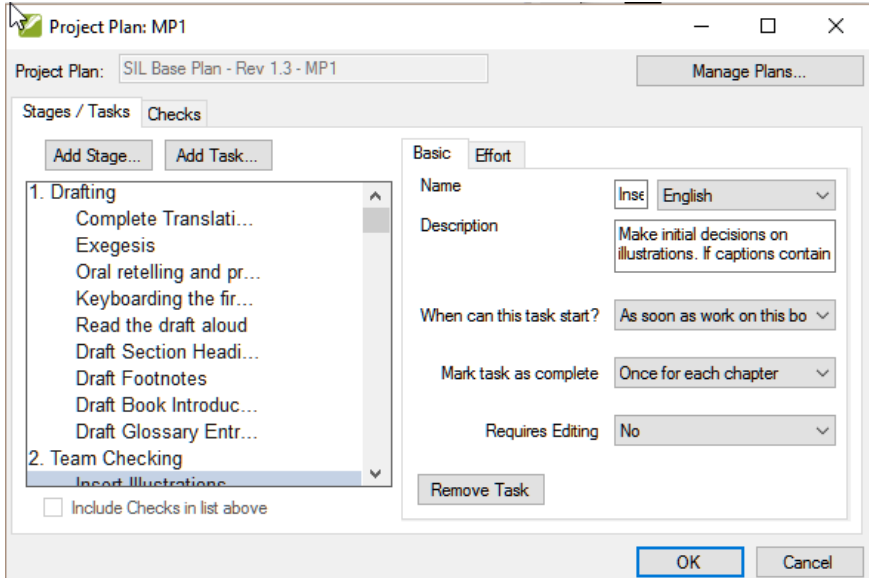 Project Plan: MP1
Project Plan: SIL Base Plan - Rev 1.3 - MP1
Manage Plans...
Stages / Tasks Checks
Add Stage... Add Task...
1. Drafting
Complete Translati...
Exegesis
Oral retelling and pr...
Keyboarding the fir...
Read the draft aloud
Draft Section Headi...
Draft Footnotes
Draft Book Introduc...
Draft Glossary Entr...
2. Team Checking
Insert Illustrations
Include Checks in list above
Basic Effort
Name Inse English
Description Make initial decisions on
illustrations. If captions contain
When can this task start? As soon as work on this bo
Mark task as complete Once for each chapter
Requires Editing No
Remove Task
OK Cancel